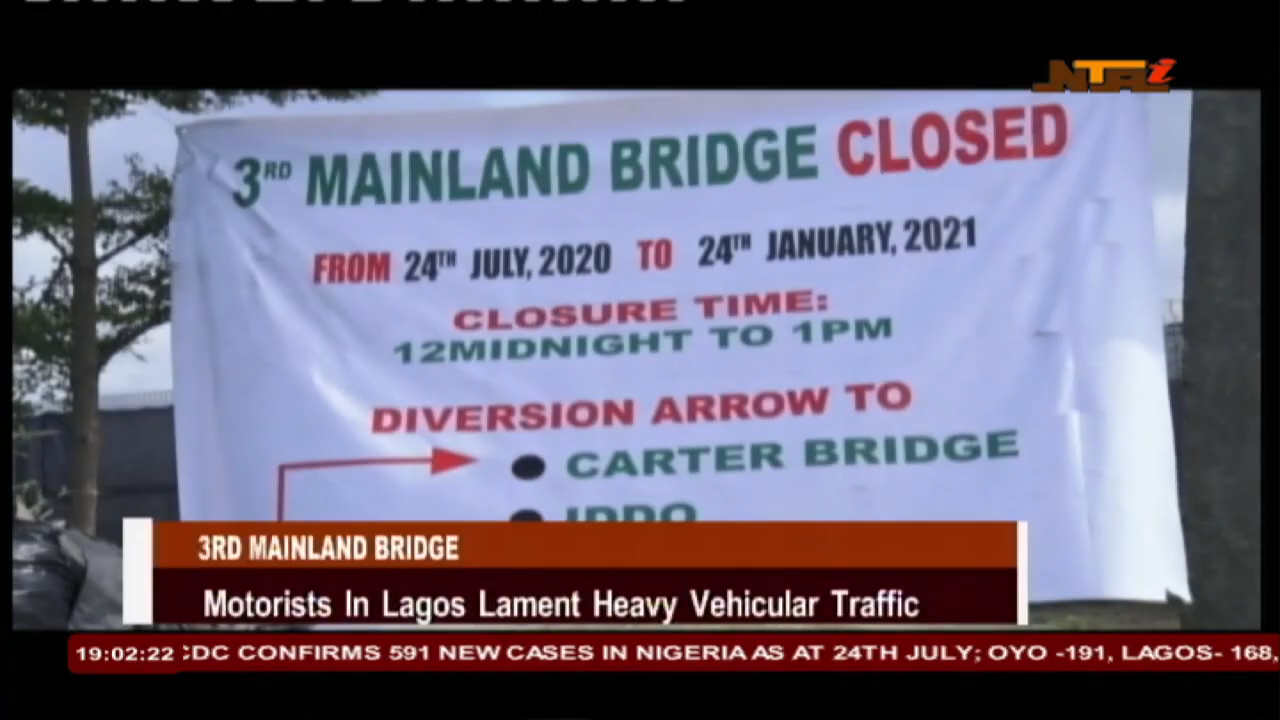 NTAi
3RD MAINLAND BRIDGE CLOSED
FROM 24TH JULY, 2020 TO 24TH JANUARY, 2021
CLOSURE TIME:
12MIDNIGHT TO 1PM
DIVERSION ARROW TO
CARTER BRIDGE
IDDO
3RD MAINLAND BRIDGE
Motorists In Lagos Lament Heavy Vehicular Traffic
19:02:22 CDC CONFIRMS 591 NEW CASES IN NIGERIA AS AT 24TH JULY; OYO -191, LAGOS- 168,